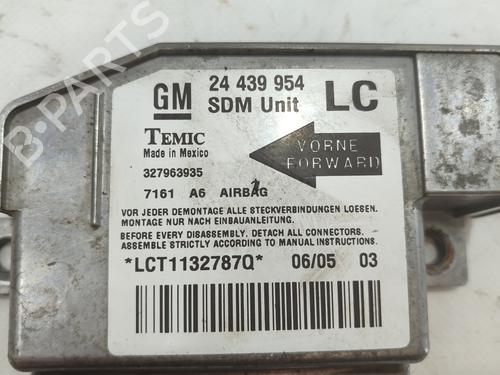 GM 24 439 954 LC
SDM Unit
TEMIC
Made in Mexico
VORNE
FORWARD
327963935
7161 A6 AIRBAG
VOR JEDER DEMONTAGE ALLE STECKVERBINDUNGEN LOESEN.
MONTAGE NUR NACH EINBAUANLEITUNG.
BEFORE EVERY DISASSEMBLY. DETACH ALL CONNECTORS.
ASSEMBLE STRICTLY ACCORDING TO MANUAL INSTRUCTIONS.
*LCT1132787Q* 06/05 03
B-PARTS